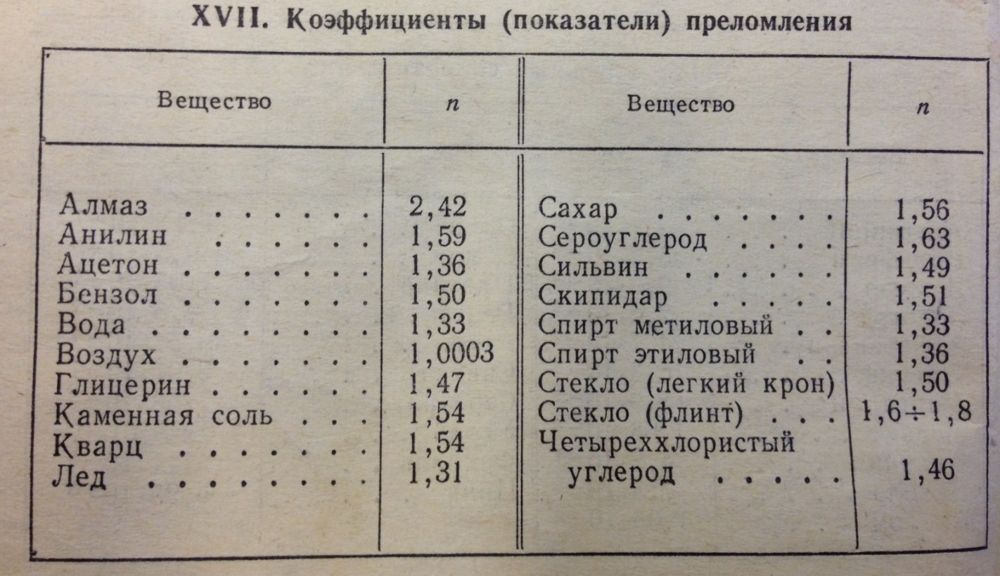 XVII. Коэффициенты (показатели) преломления
Вещество n Вещество n
Алмаз . . . . . . . 2,42 Сахар . . . . . . . 1,56
Анилин . . . . . . 1,59 Сероуглерод . . . . 1,63
Ацетон . . . . . . . 1,36 Сильвин . . . . . . 1,49
Бензол . . . . . . . 1,50 Скипидар . . . . . 1,51
Вода . . . . . . . . 1,33 Спирт метиловый . . 1,33
Воздух . . . . . . . 1,0003 Спирт этиловый . . 1,36
Глицерин . . . . . . 1,47 Стекло (легкий крон) 1,50
Каменная соль . . . 1,54 Стекло (флинт) . . . 1,6÷1,8
Кварц . . . . . . . 1,54 Четыреххлористый
Лед . . . . . . . . 1,31 углерод . . . . . 1,46